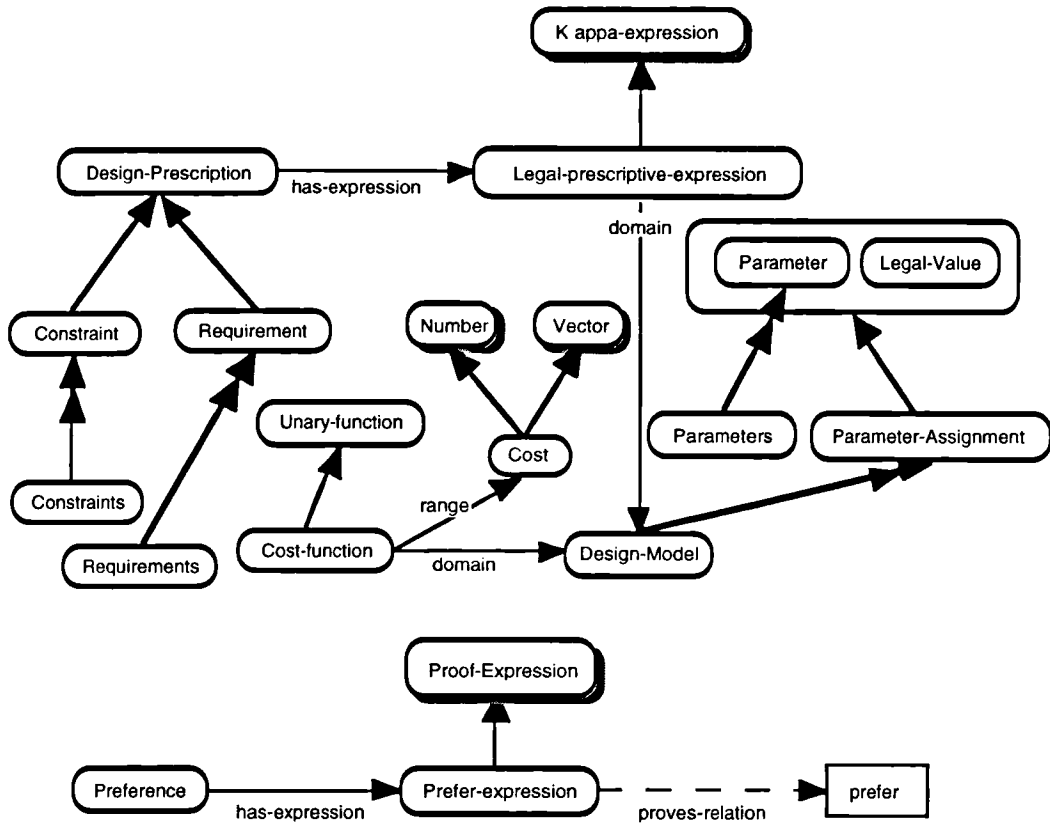 K appa-expression
Design-Prescription
has-expression
Legal-prescriptive-expression
domain
Parameter
Legal-Value
Constraint
Requirement
Number
Vector
Unary-function
Cost
Parameters
Parameter-Assignment
Constraints
range
Requirements
Cost-function
domain
Design-Model
Proof-Expression
Preference
has-expression
Prefer-expression
proves-relation
prefer